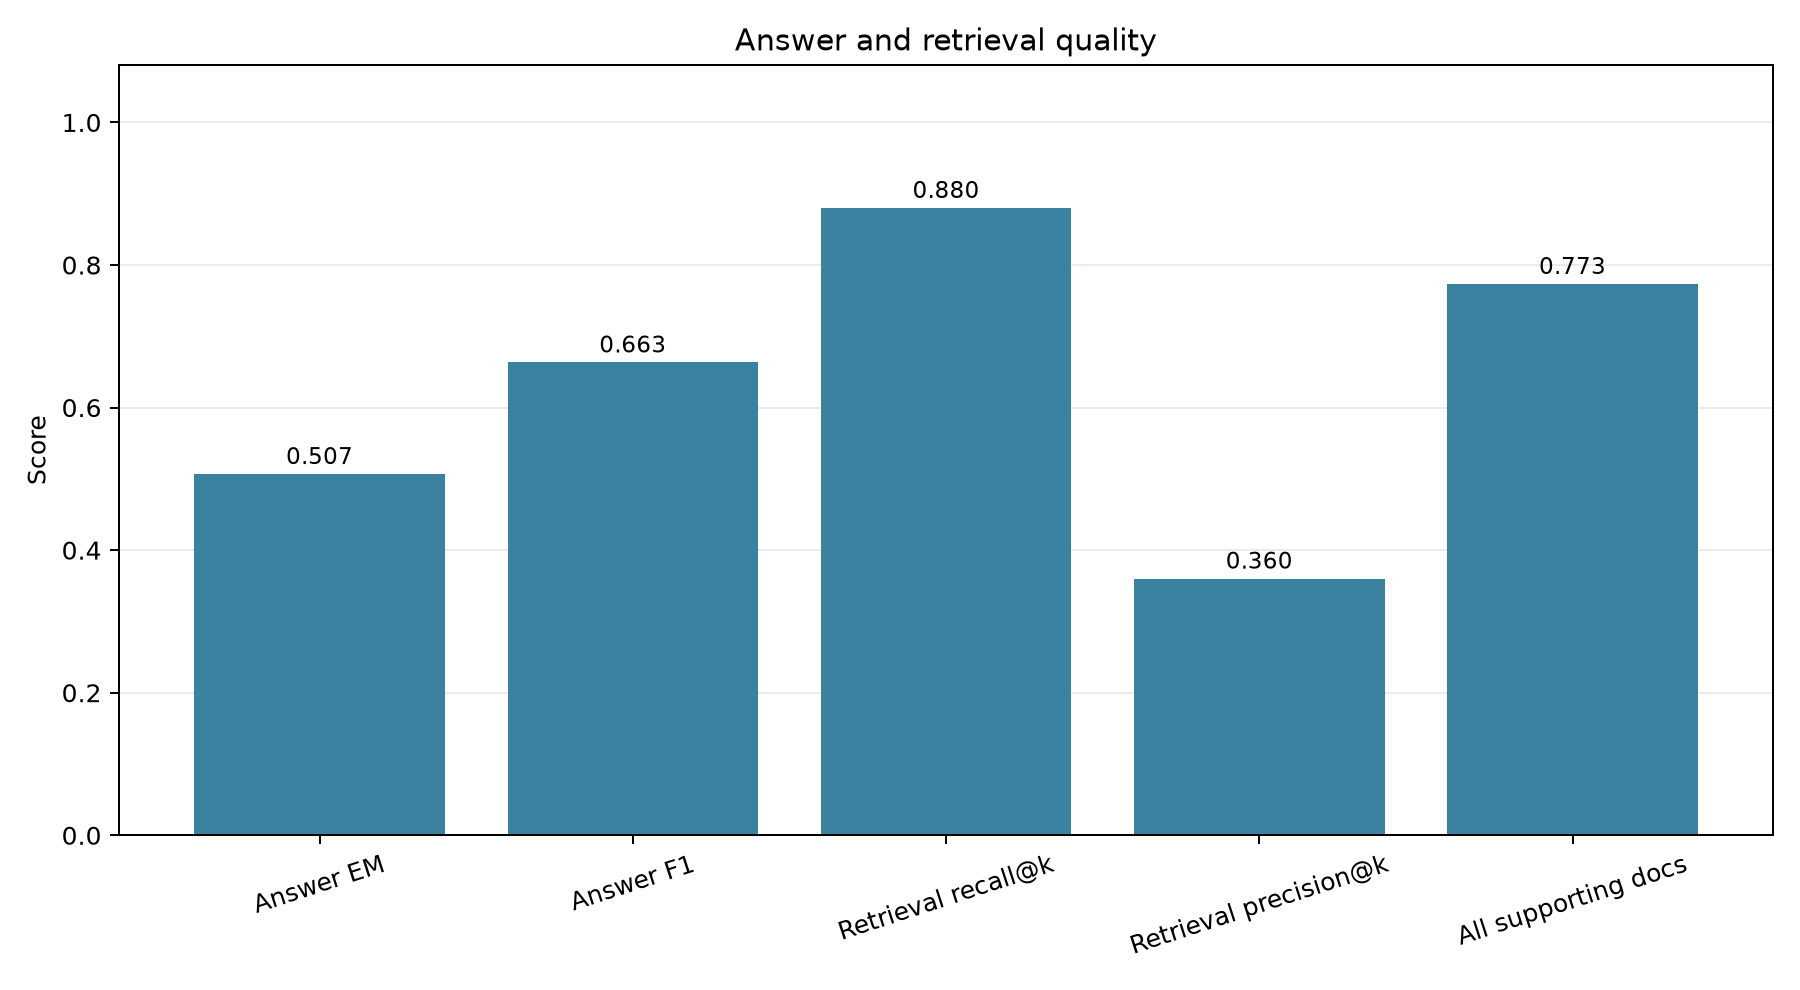 Answer and retrieval quality
Score
1.0
0.8
0.6
0.4
0.2
0.0
0.507
0.663
0.880
0.360
0.773
Answer EM
Answer F1
Retrieval recall@k
Retrieval precision@k
All supporting docs